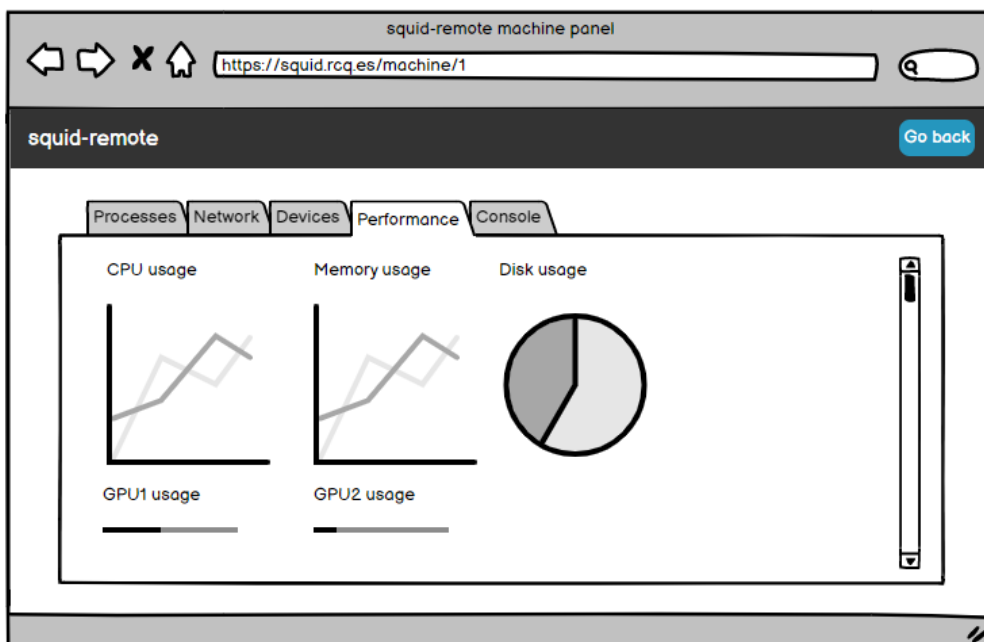 squid-remote machine panel
https://squid.rcq.es/machine/1
squid-remote
Go back
Processes Network Devices Performance Console
CPU usage Memory usage Disk usage
GPU1 usage GPU2 usage